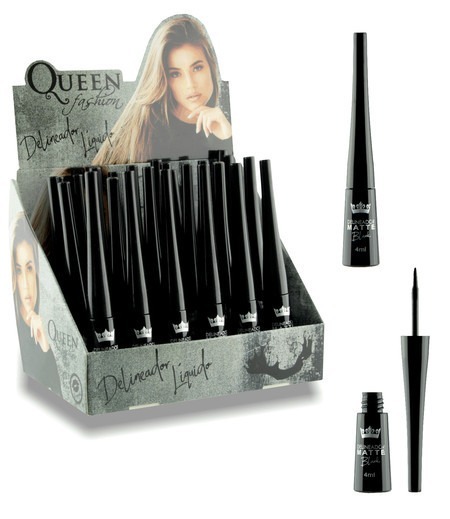 QUEEN
fashion
Delineador Líquido
QUEEN
Delineador Líquido
DELINEADOR
MATTE
Black
4ml
DELINEADOR
MATTE
Black
4ml